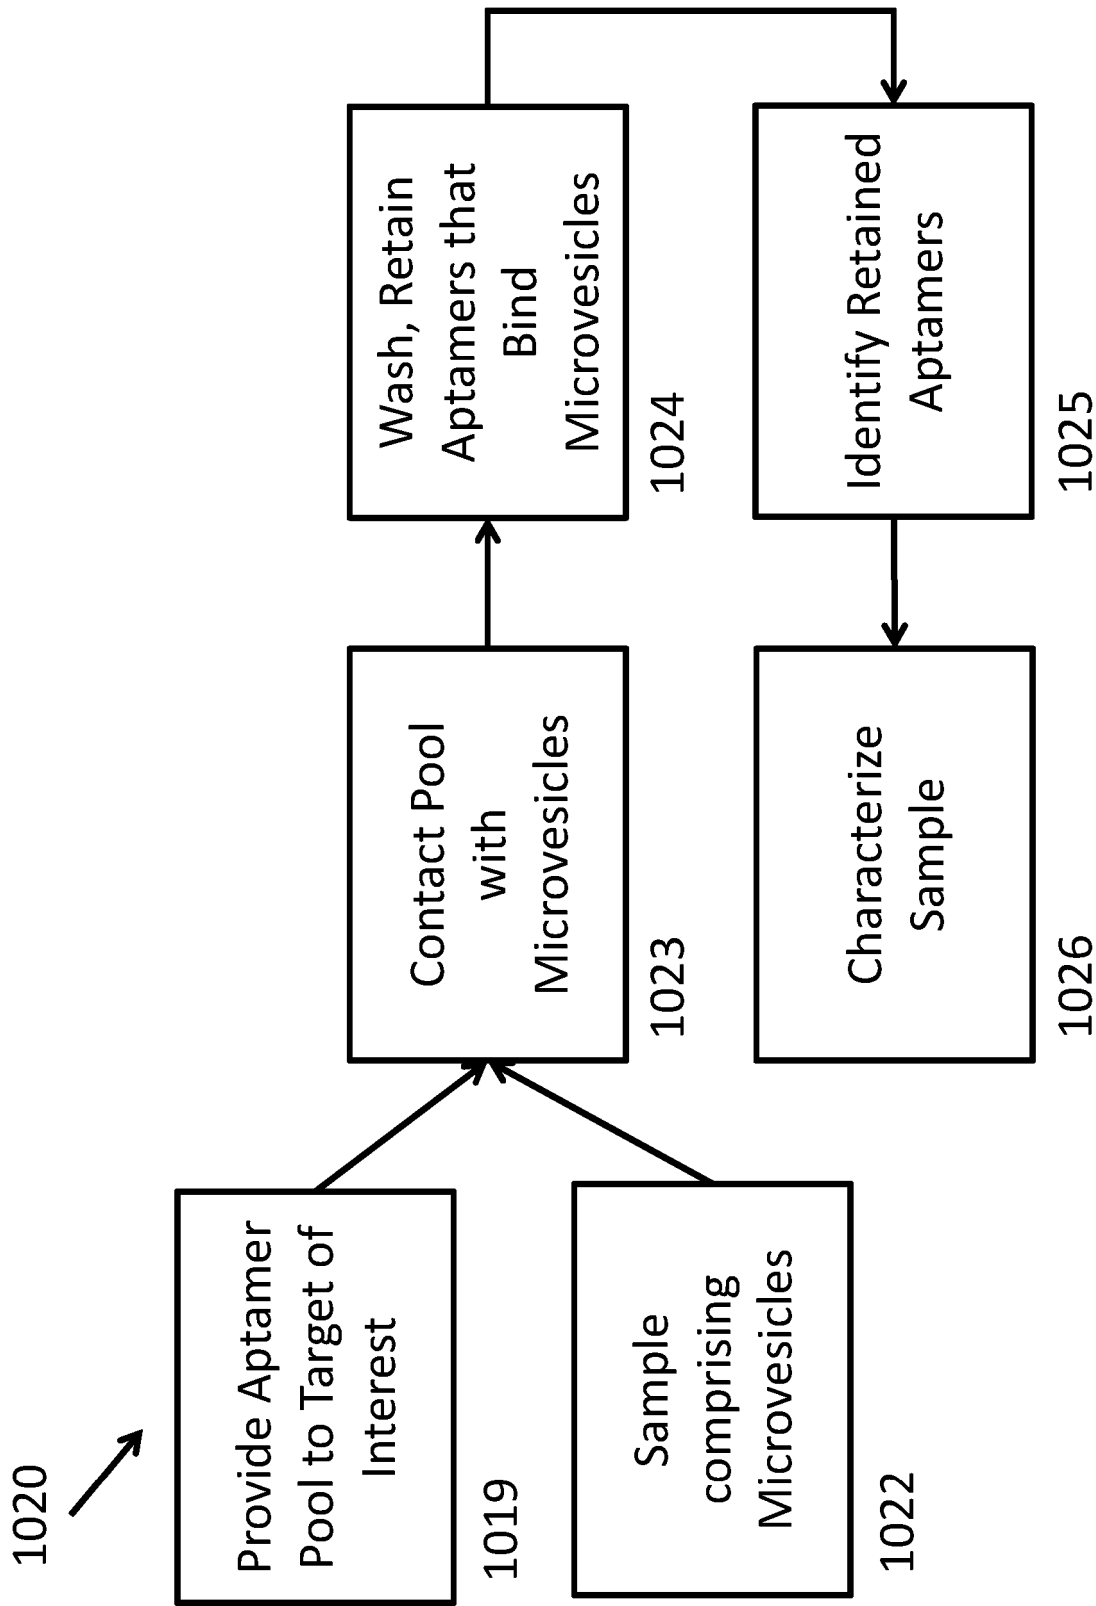 1020
Provide Aptamer
Pool to Target of
Interest
1019
Sample
comprising
Microvesicles
1022
Contact Pool
with
Microvesicles
1023
Wash, Retain
Aptamers that
Bind
Microvesicles
1024
Identify Retained
Aptamers
1025
Characterize
Sample
1026